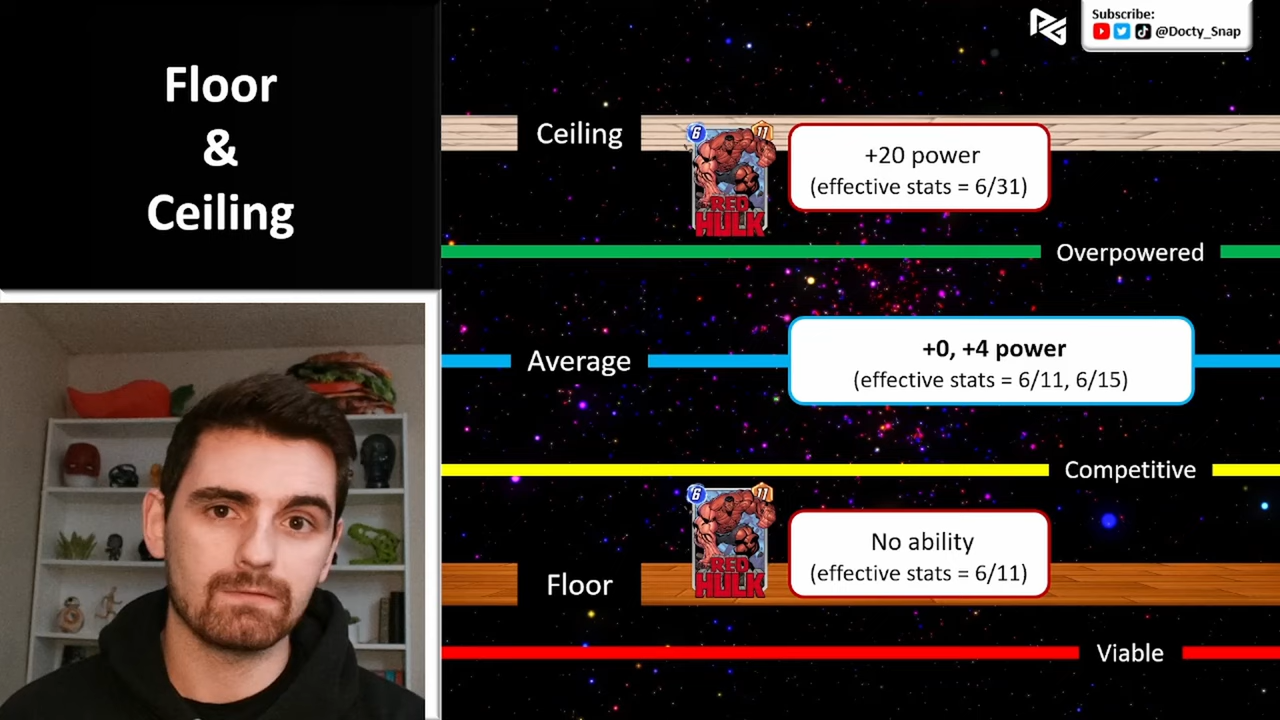 Floor
&
Ceiling
Subscribe:
@Docty_Snap
Ceiling
6 11
RED
HULK
+20 power
(effective stats = 6/31)
Overpowered
Average
+0, +4 power
(effective stats = 6/11, 6/15)
Competitive
6 11
RED
HULK
No ability
(effective stats = 6/11)
Floor
Viable